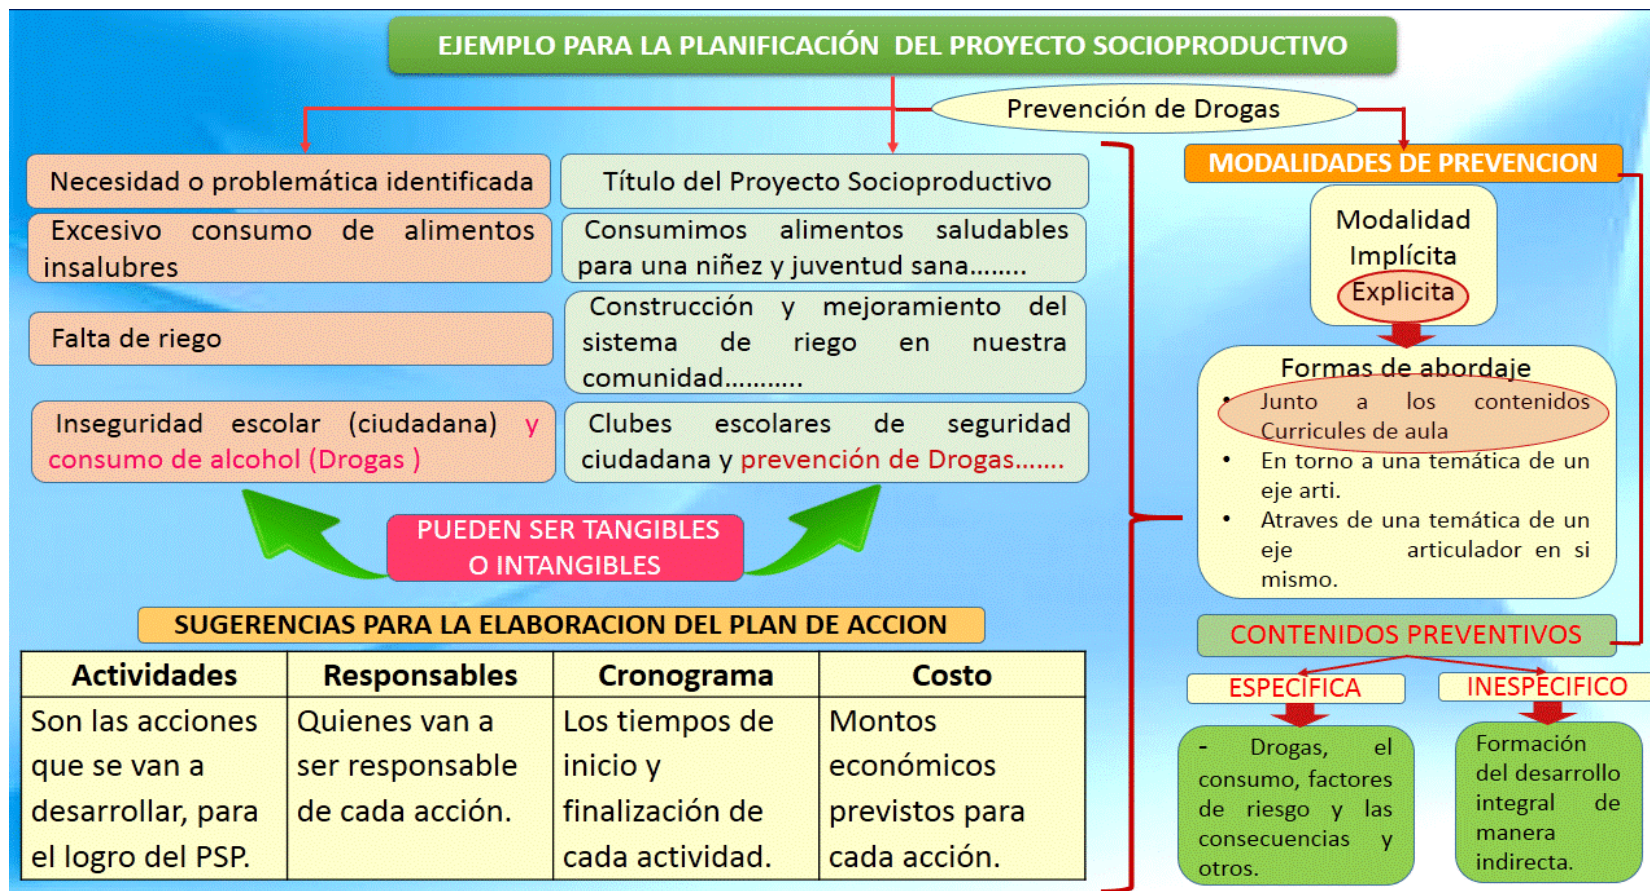 EJEMPLO PARA LA PLANIFICACIÓN DEL PROYECTO SOCIOPRODUCTIVO
Prevención de Drogas
Necesidad o problemática identificada
Título del Proyecto Socioproductivo
Excesivo consumo de alimentos
insalubres
Consumimos alimentos saludables
para una niñez y juventud sana........
Falta de riego
Construcción y mejoramiento del
sistema de riego en nuestra
comunidad...........
Inseguridad escolar (ciudadana) y
consumo de alcohol (Drogas )
Clubes escolares de seguridad
ciudadana y prevención de Drogas.......
PUEDEN SER TANGIBLES
O INTANGIBLES
SUGERENCIAS PARA LA ELABORACION DEL PLAN DE ACCION
Actividades
Responsables
Cronograma
Costo
Son las acciones
que se van a
desarrollar, para
el logro del PSP.
Quienes van a
ser responsable
de cada acción.
Los tiempos de
inicio y
finalización de
cada actividad.
Montos
económicos
previstos para
cada acción.
MODALIDADES DE PREVENCION
Modalidad
Implícita
Explicita
Formas de abordaje
• Junto a los contenidos
Curricules de aula
• En torno a una temática de un
eje arti.
• Atraves de una temática de un
eje articulador en si
mismo.
CONTENIDOS PREVENTIVOS
ESPECÍFICA
INESPECIFICO
- Drogas, el
consumo, factores
de riesgo y las
consecuencias y
otros.
Formación
del desarrollo
integral de
manera
indirecta.